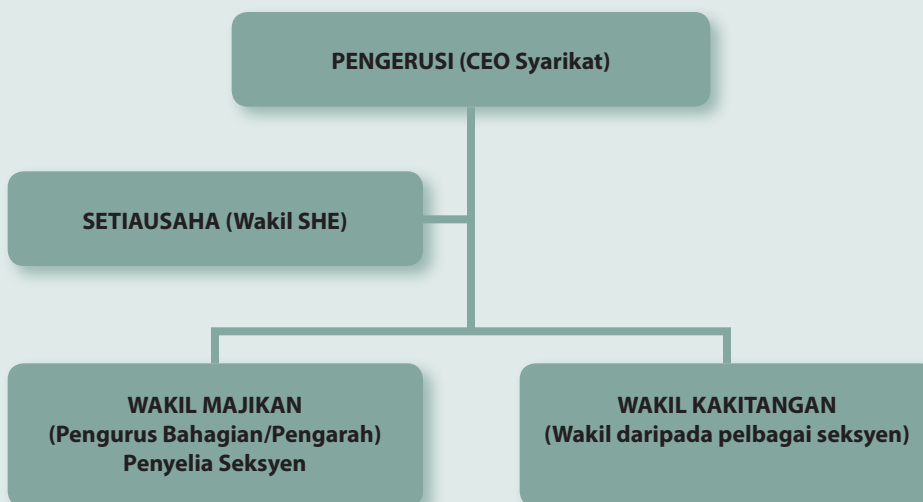 PENGERUSI (CEO Syarikat)
SETIAUSAHA (Wakil SHE)
WAKIL MAJIKAN
(Pengurus Bahagian/Pengarah)
Penyelia Seksyen
WAKIL KAKITANGAN
(Wakil daripada pelbagai seksyen)